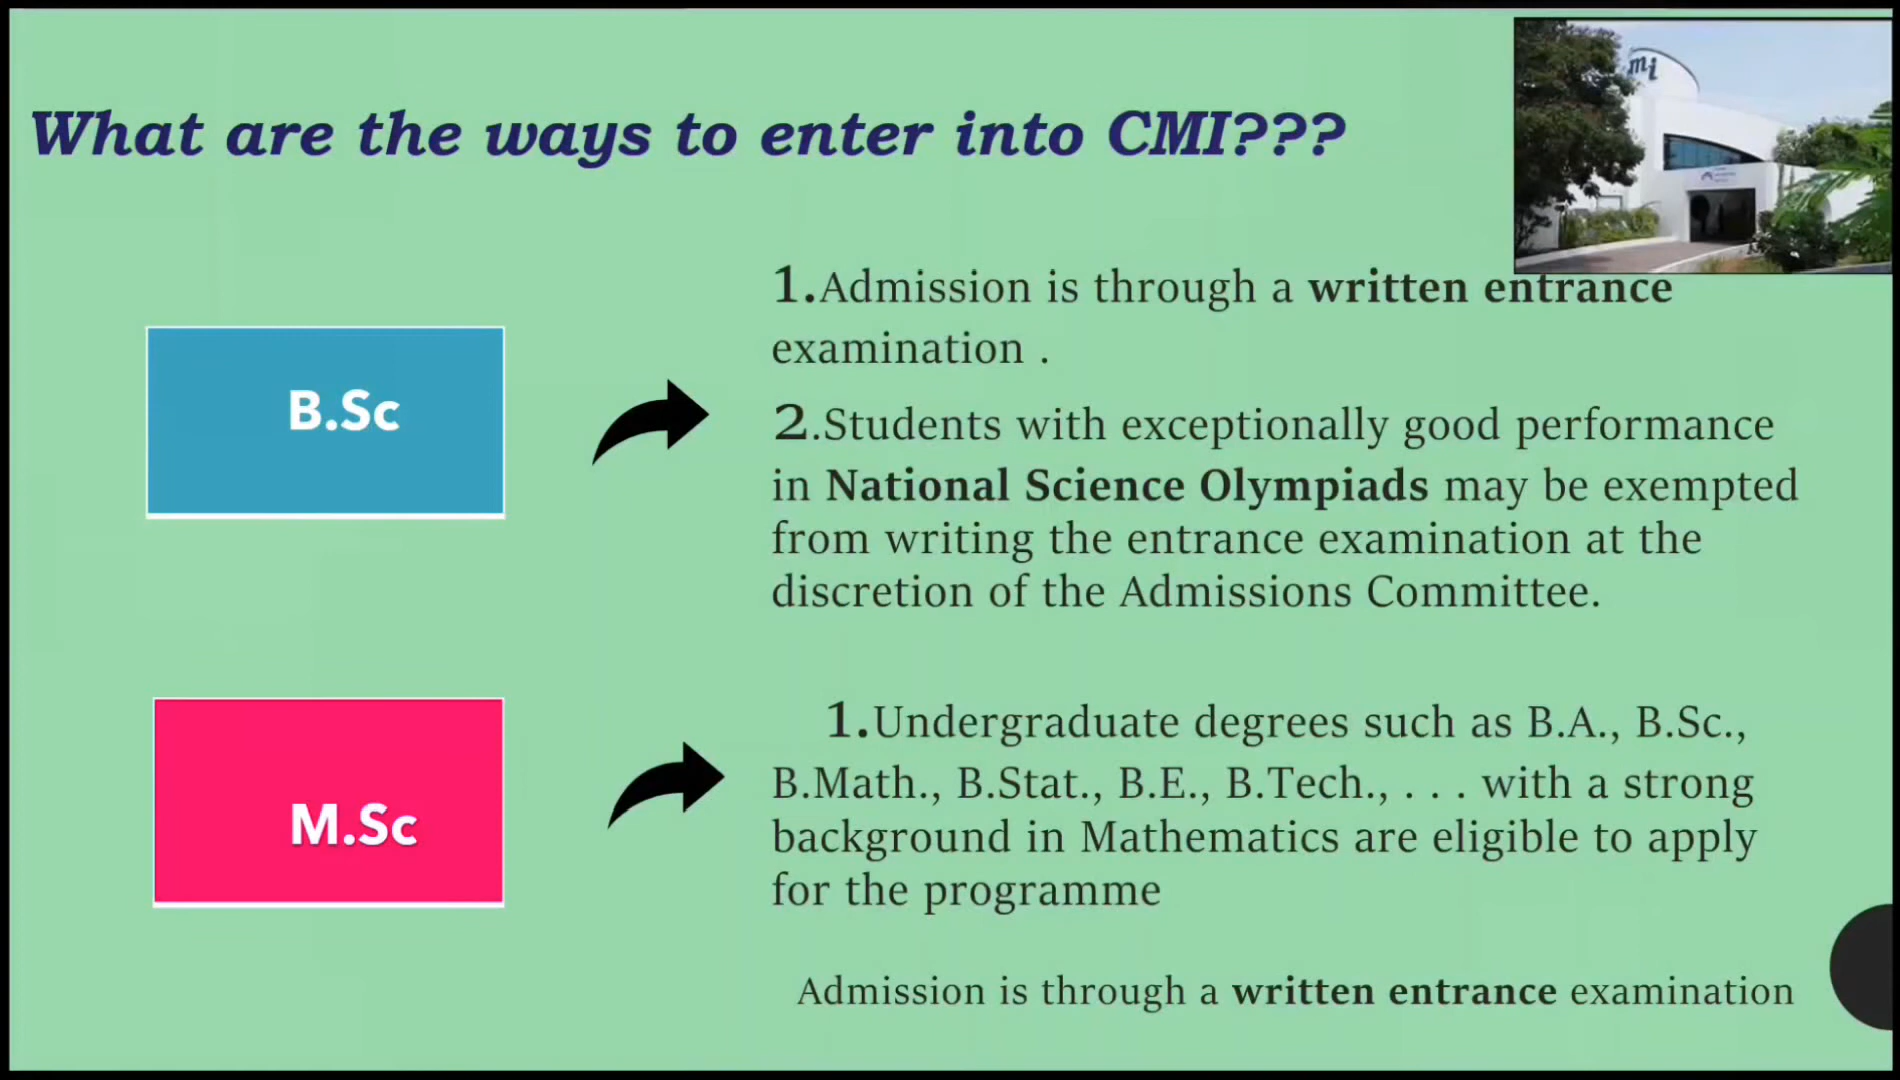 What are the ways to enter into CMI???
mi
B.Sc
1.Admission is through a written entrance
examination .
2.Students with exceptionally good performance
in National Science Olympiads may be exempted
from writing the entrance examination at the
discretion of the Admissions Committee.
M.Sc
1.Undergraduate degrees such as B.A., B.Sc.,
B.Math., B.Stat., B.E., B.Tech., . . . with a strong
background in Mathematics are eligible to apply
for the programme
Admission is through a written entrance examination